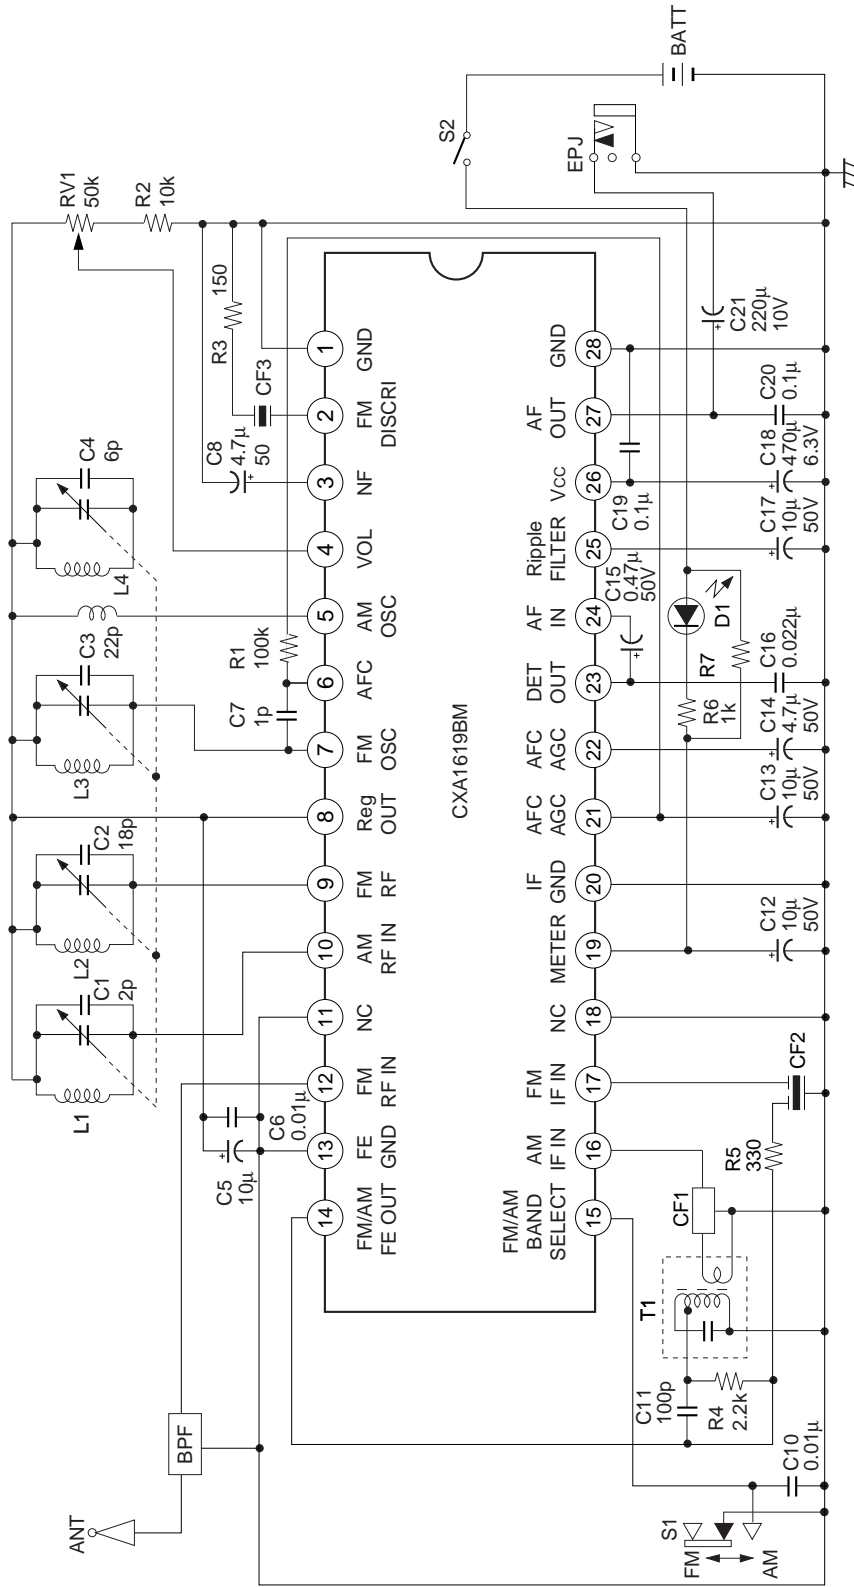 ANT
BPF
L1
C1
2p
L2
C2
18p
L3
C3
22p
L4
C4
6p
RV1
50k
R2
10k
C5
10µ
C6
0.01µ
C7
1p
R1
100k
C8
4.7µ
50
R3
150
CF3
14
13
12
11
10
9
8
7
6
5
4
3
2
1
FM/AM
FE OUT
FE
GND
FM
RF IN
NC
AM
RF IN
FM
RF
Reg
OUT
FM
OSC
AFC
AM
OSC
VOL
NF
FM
DISCRI
GND
CXA1619BM
FM/AM
BAND
SELECT
AM
IF IN
FM
IF IN
NC
METER
IF
GND
AFC
AGC
AFC
AGC
DET
OUT
AF
IN
Ripple
FILTER
VCC
AF
OUT
GND
15
16
17
18
19
20
21
22
23
24
25
26
27
28
S1
FM
AM
C10
0.01µ
C11
100p
R4
2.2k
T1
CF1
R5
330
CF2
C12
10µ
50V
C13
10µ
50V
C14
4.7µ
50V
R6
1k
R7
D1
C16
0.022µ
C15
0.47µ
50V
C17
10µ
50V
C19
0.1µ
C18
470µ
6.3V
C20
0.1µ
C21
220µ
10V
EPJ
S2
BATT